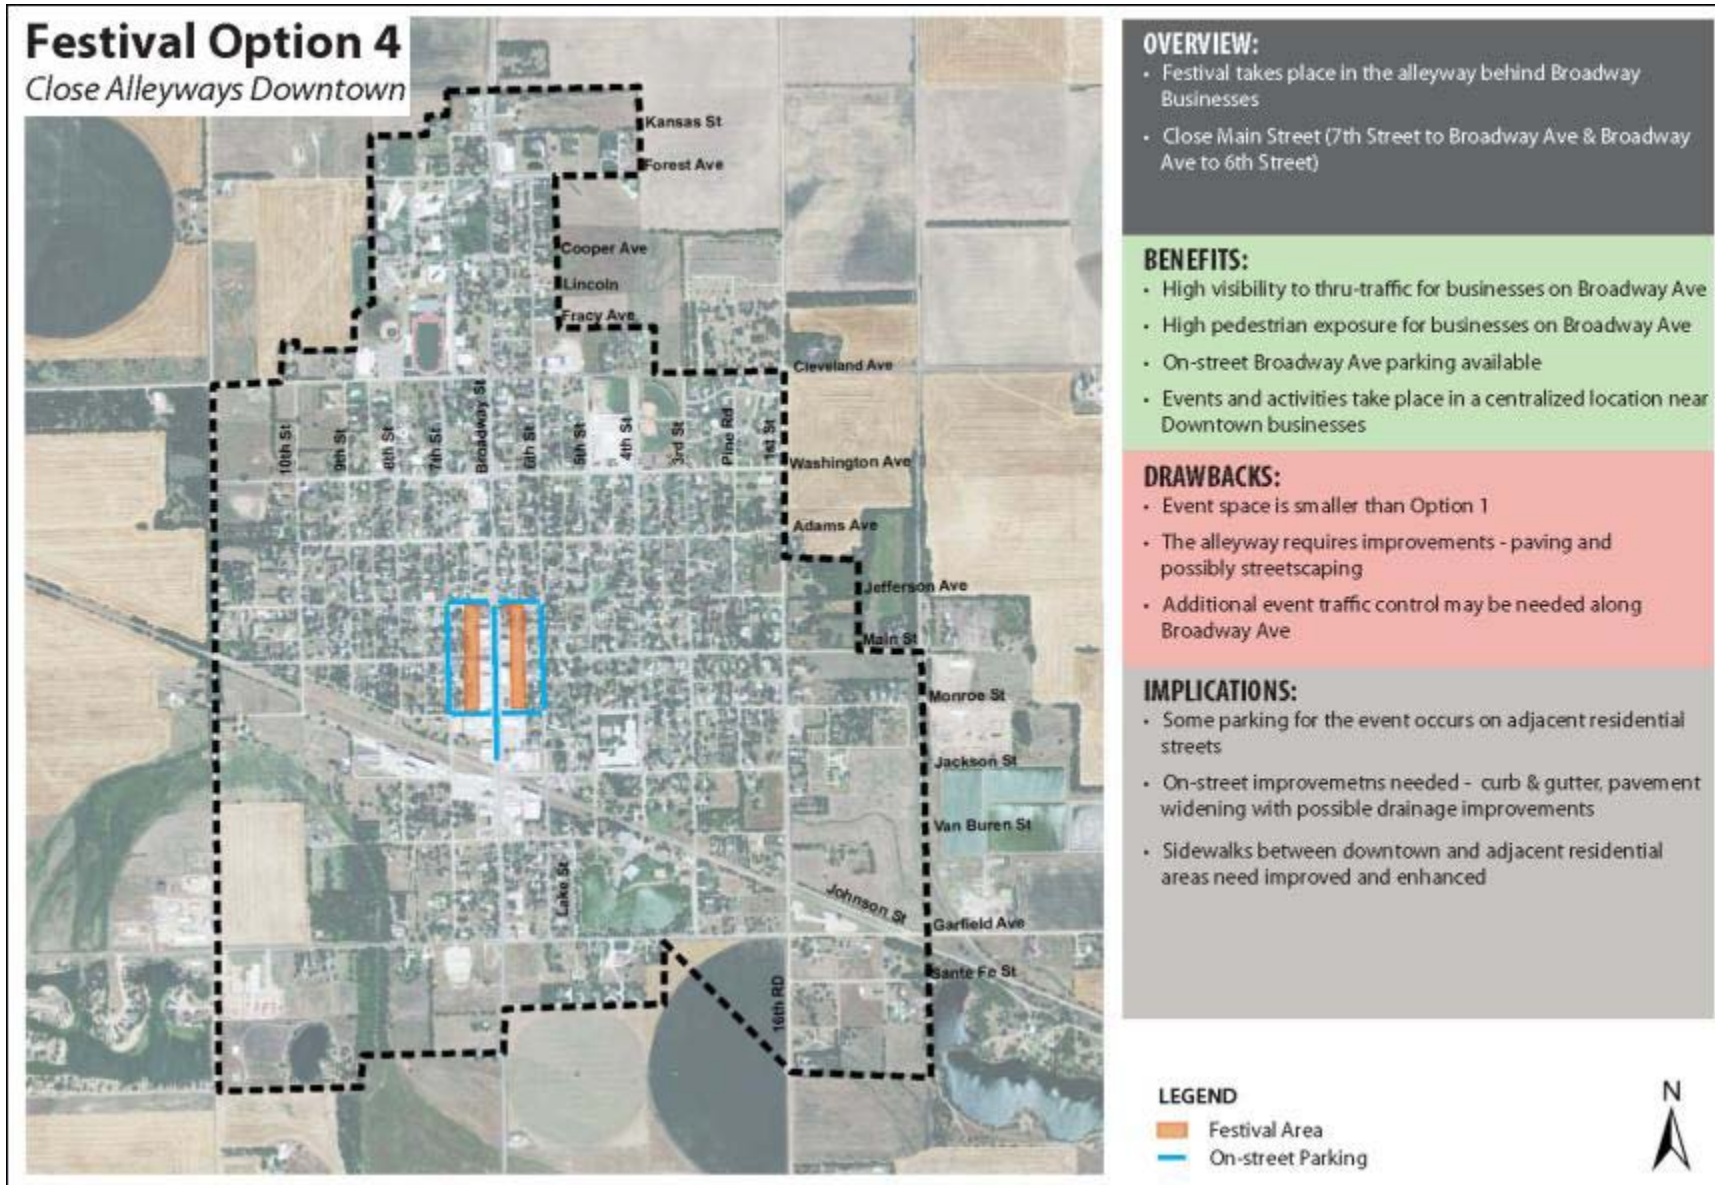 Festival Option 4
Close Alleyways Downtown
Kansas St
Forest Ave
Cooper Ave
Lincoln
Fracy Ave
Cleveland Ave
10th St
9th St
8th St
7th St
Broadway St
6th St
5th St
4th St
3rd St
Pine Rd
1st St
Washington Ave
Adams Ave
Jefferson Ave
Main St
Monroe St
Jackson St
Van Buren St
Lake St
Johnson St
Garfield Ave
Sante Fe St
16th RD
OVERVIEW:
• Festival takes place in the alleyway behind Broadway
Businesses
• Close Main Street (7th Street to Broadway Ave & Broadway
Ave to 6th Street)
BENEFITS:
• High visibility to thru-traffic for businesses on Broadway Ave
• High pedestrian exposure for businesses on Broadway Ave
• On-street Broadway Ave parking available
• Events and activities take place in a centralized location near
Downtown businesses
DRAWBACKS:
• Event space is smaller than Option 1
• The alleyway requires improvements - paving and
possibly streetscaping
• Additional event traffic control may be needed along
Broadway Ave
IMPLICATIONS:
• Some parking for the event occurs on adjacent residential
streets
• On-street improvemetns needed - curb & gutter, pavement
widening with possible drainage improvements
• Sidewalks between downtown and adjacent residential
areas need improved and enhanced
LEGEND
Festival Area
On-street Parking
N